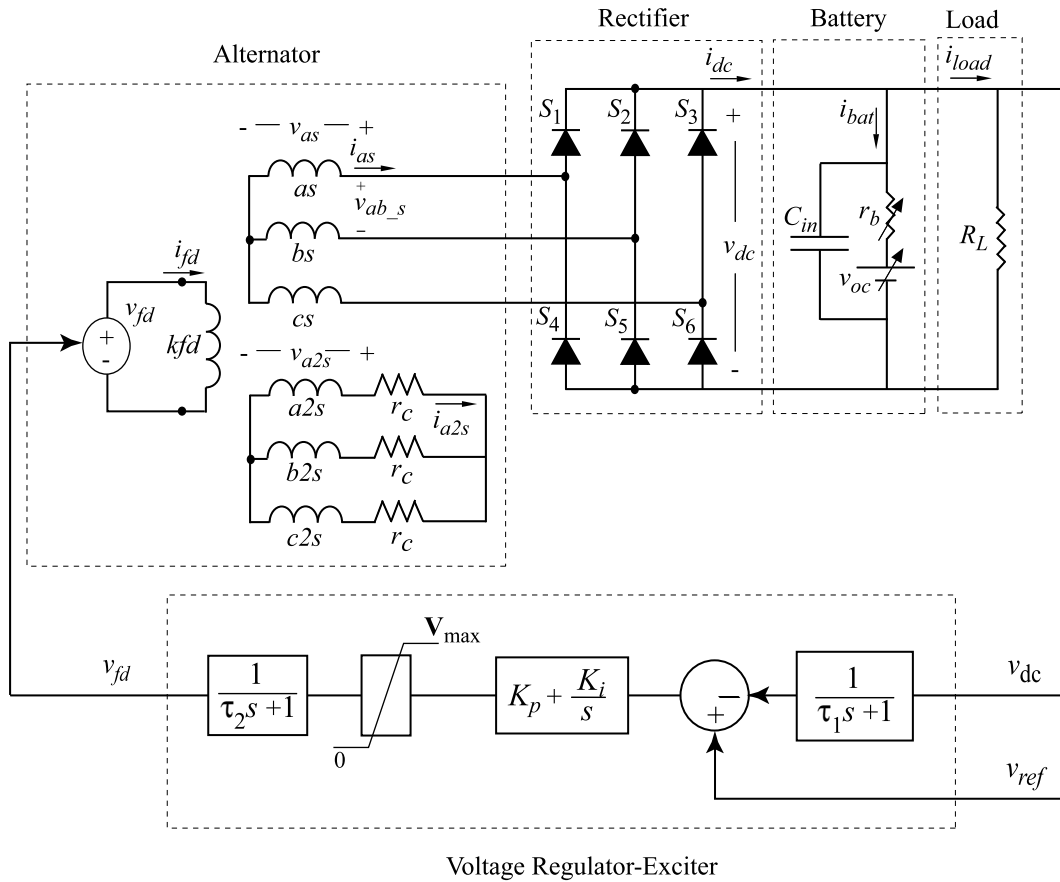 Alternator
Rectifier
Battery
Load
i_dc
i_load
- v_as +
i_as
as
+
v_ab_s
-
bs
cs
S_1
S_2
S_3
+
v_dc
-
S_4
S_5
S_6
i_bat
C_in
r_b
v_oc
R_L
i_fd
v_fd
+
-
kfd
- v_a2s +
a2s
r_c
i_a2s
b2s
r_c
c2s
r_c
v_fd
1
τ_2 s +1
V_max
0
K_p + K_i
s
−
+
1
τ_1 s +1
v_dc
v_ref
Voltage Regulator-Exciter